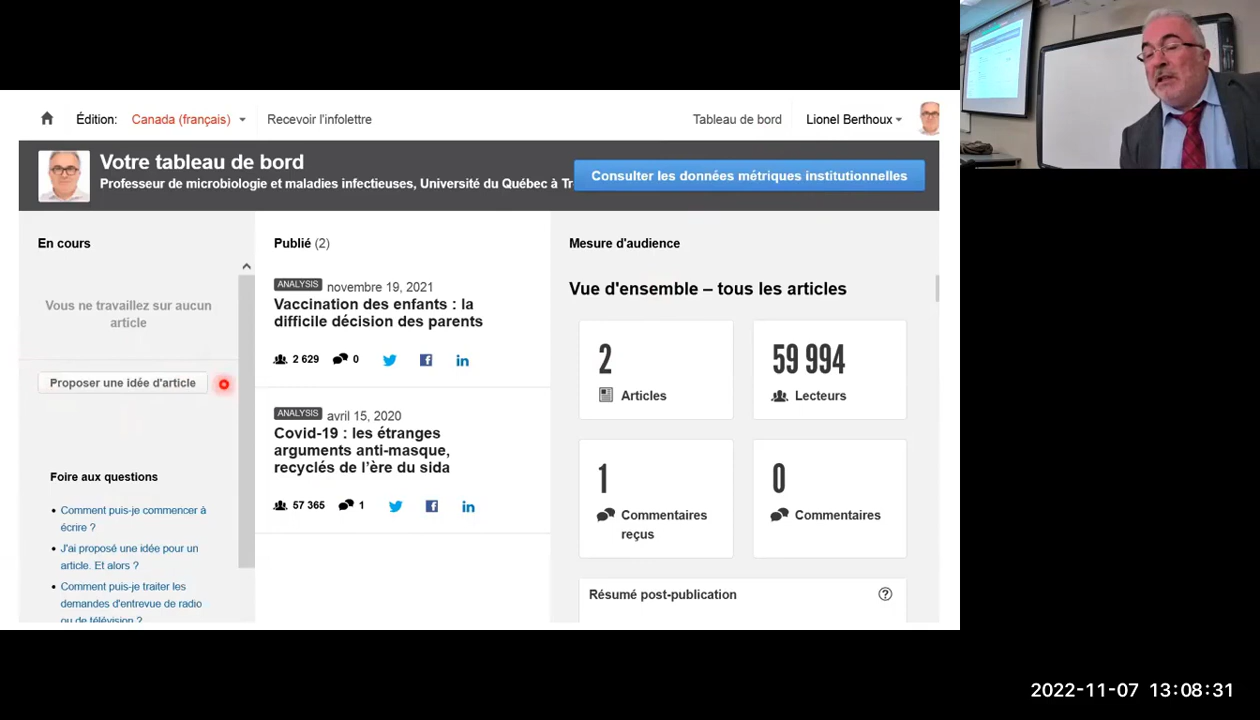 Édition: Canada (français) Recevoir l'infolettre Tableau de bord Lionel Berthoux
Votre tableau de bord
Professeur de microbiologie et maladies infectieuses, Université du Québec à Tr
Consulter les données métriques institutionnelles
En cours
Vous ne travaillez sur aucun
article
Proposer une idée d'article
Foire aux questions
• Comment puis-je commencer à
écrire ?
• J'ai proposé une idée pour un
article. Et alors ?
• Comment puis-je traiter les
demandes d'entrevue de radio
ou de télévision ?
Publié (2)
ANALYSIS novembre 19, 2021
Vaccination des enfants : la
difficile décision des parents
2 629 0
ANALYSIS avril 15, 2020
Covid-19 : les étranges
arguments anti-masque,
recyclés de l'ère du sida
57 365 1
Mesure d'audience
Vue d'ensemble – tous les articles
2
Articles
59 994
Lecteurs
1
Commentaires
reçus
0
Commentaires
Résumé post-publication
2022-11-07 13:08:31